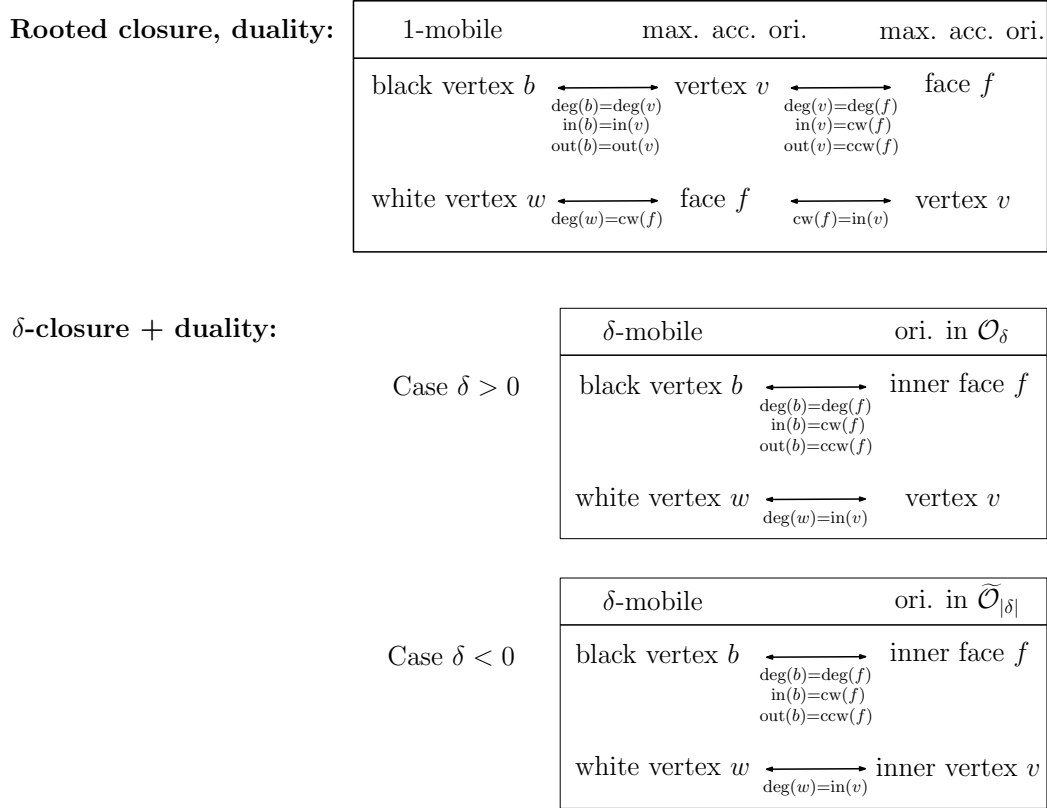 Rooted closure, duality: 1-mobile max. acc. ori. max. acc. ori.
black vertex b vertex v face f
deg(b)=deg(v) deg(v)=deg(f)
in(b)=in(v) in(v)=cw(f)
out(b)=out(v) out(v)=ccw(f)
white vertex w face f vertex v
deg(w)=cw(f) cw(f)=in(v)
δ-closure + duality:
δ-mobile ori. in 𝒪_δ
Case δ > 0 black vertex b inner face f
deg(b)=deg(f)
in(b)=cw(f)
out(b)=ccw(f)
white vertex w vertex v
deg(w)=in(v)
δ-mobile ori. in 𝒪̃_|δ|
Case δ < 0 black vertex b inner face f
deg(b)=deg(f)
in(b)=cw(f)
out(b)=ccw(f)
white vertex w inner vertex v
deg(w)=in(v)